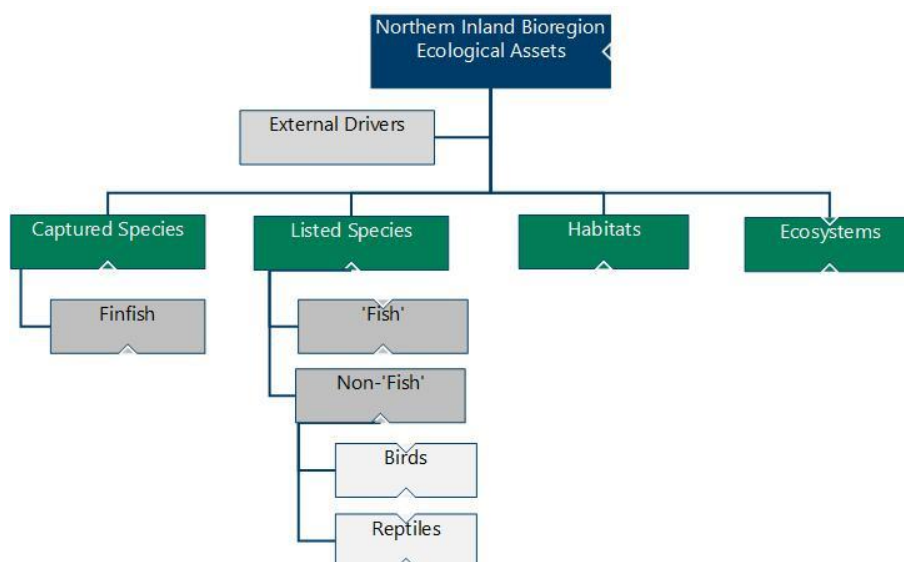 Northern Inland Bioregion
Ecological Assets
External Drivers
Captured Species
Listed Species
Habitats
Ecosystems
Finfish
'Fish'
Non-'Fish'
Birds
Reptiles